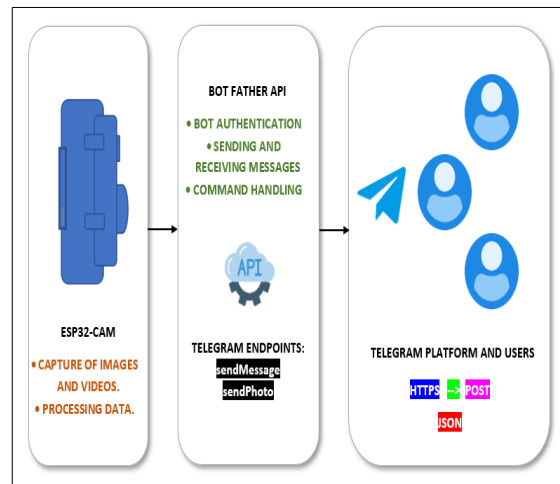 ESP32-CAM
• CAPTURE OF IMAGES
AND VIDEOS.
• PROCESSING DATA.
BOT FATHER API
• BOT AUTHENTICATION
• SENDING AND
RECEIVING MESSAGES
• COMMAND HANDLING
API
TELEGRAM ENDPOINTS:
sendMessage
sendPhoto
TELEGRAM PLATFORM AND USERS
HTTPS --> POST
JSON